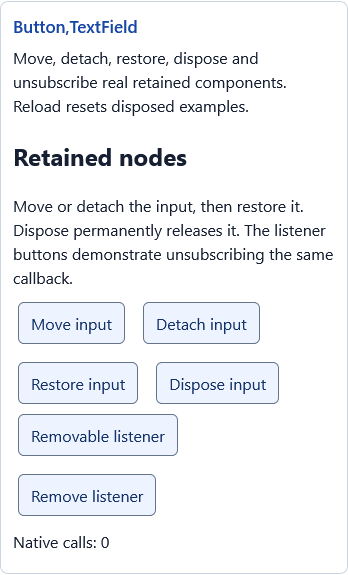 Button,TextField
Move, detach, restore, dispose and
unsubscribe real retained components.
Reload resets disposed examples.
Retained nodes
Move or detach the input, then restore it.
Dispose permanently releases it. The listener
buttons demonstrate unsubscribing the same
callback.
Move input
Detach input
Restore input
Dispose input
Removable listener
Remove listener
Native calls: 0